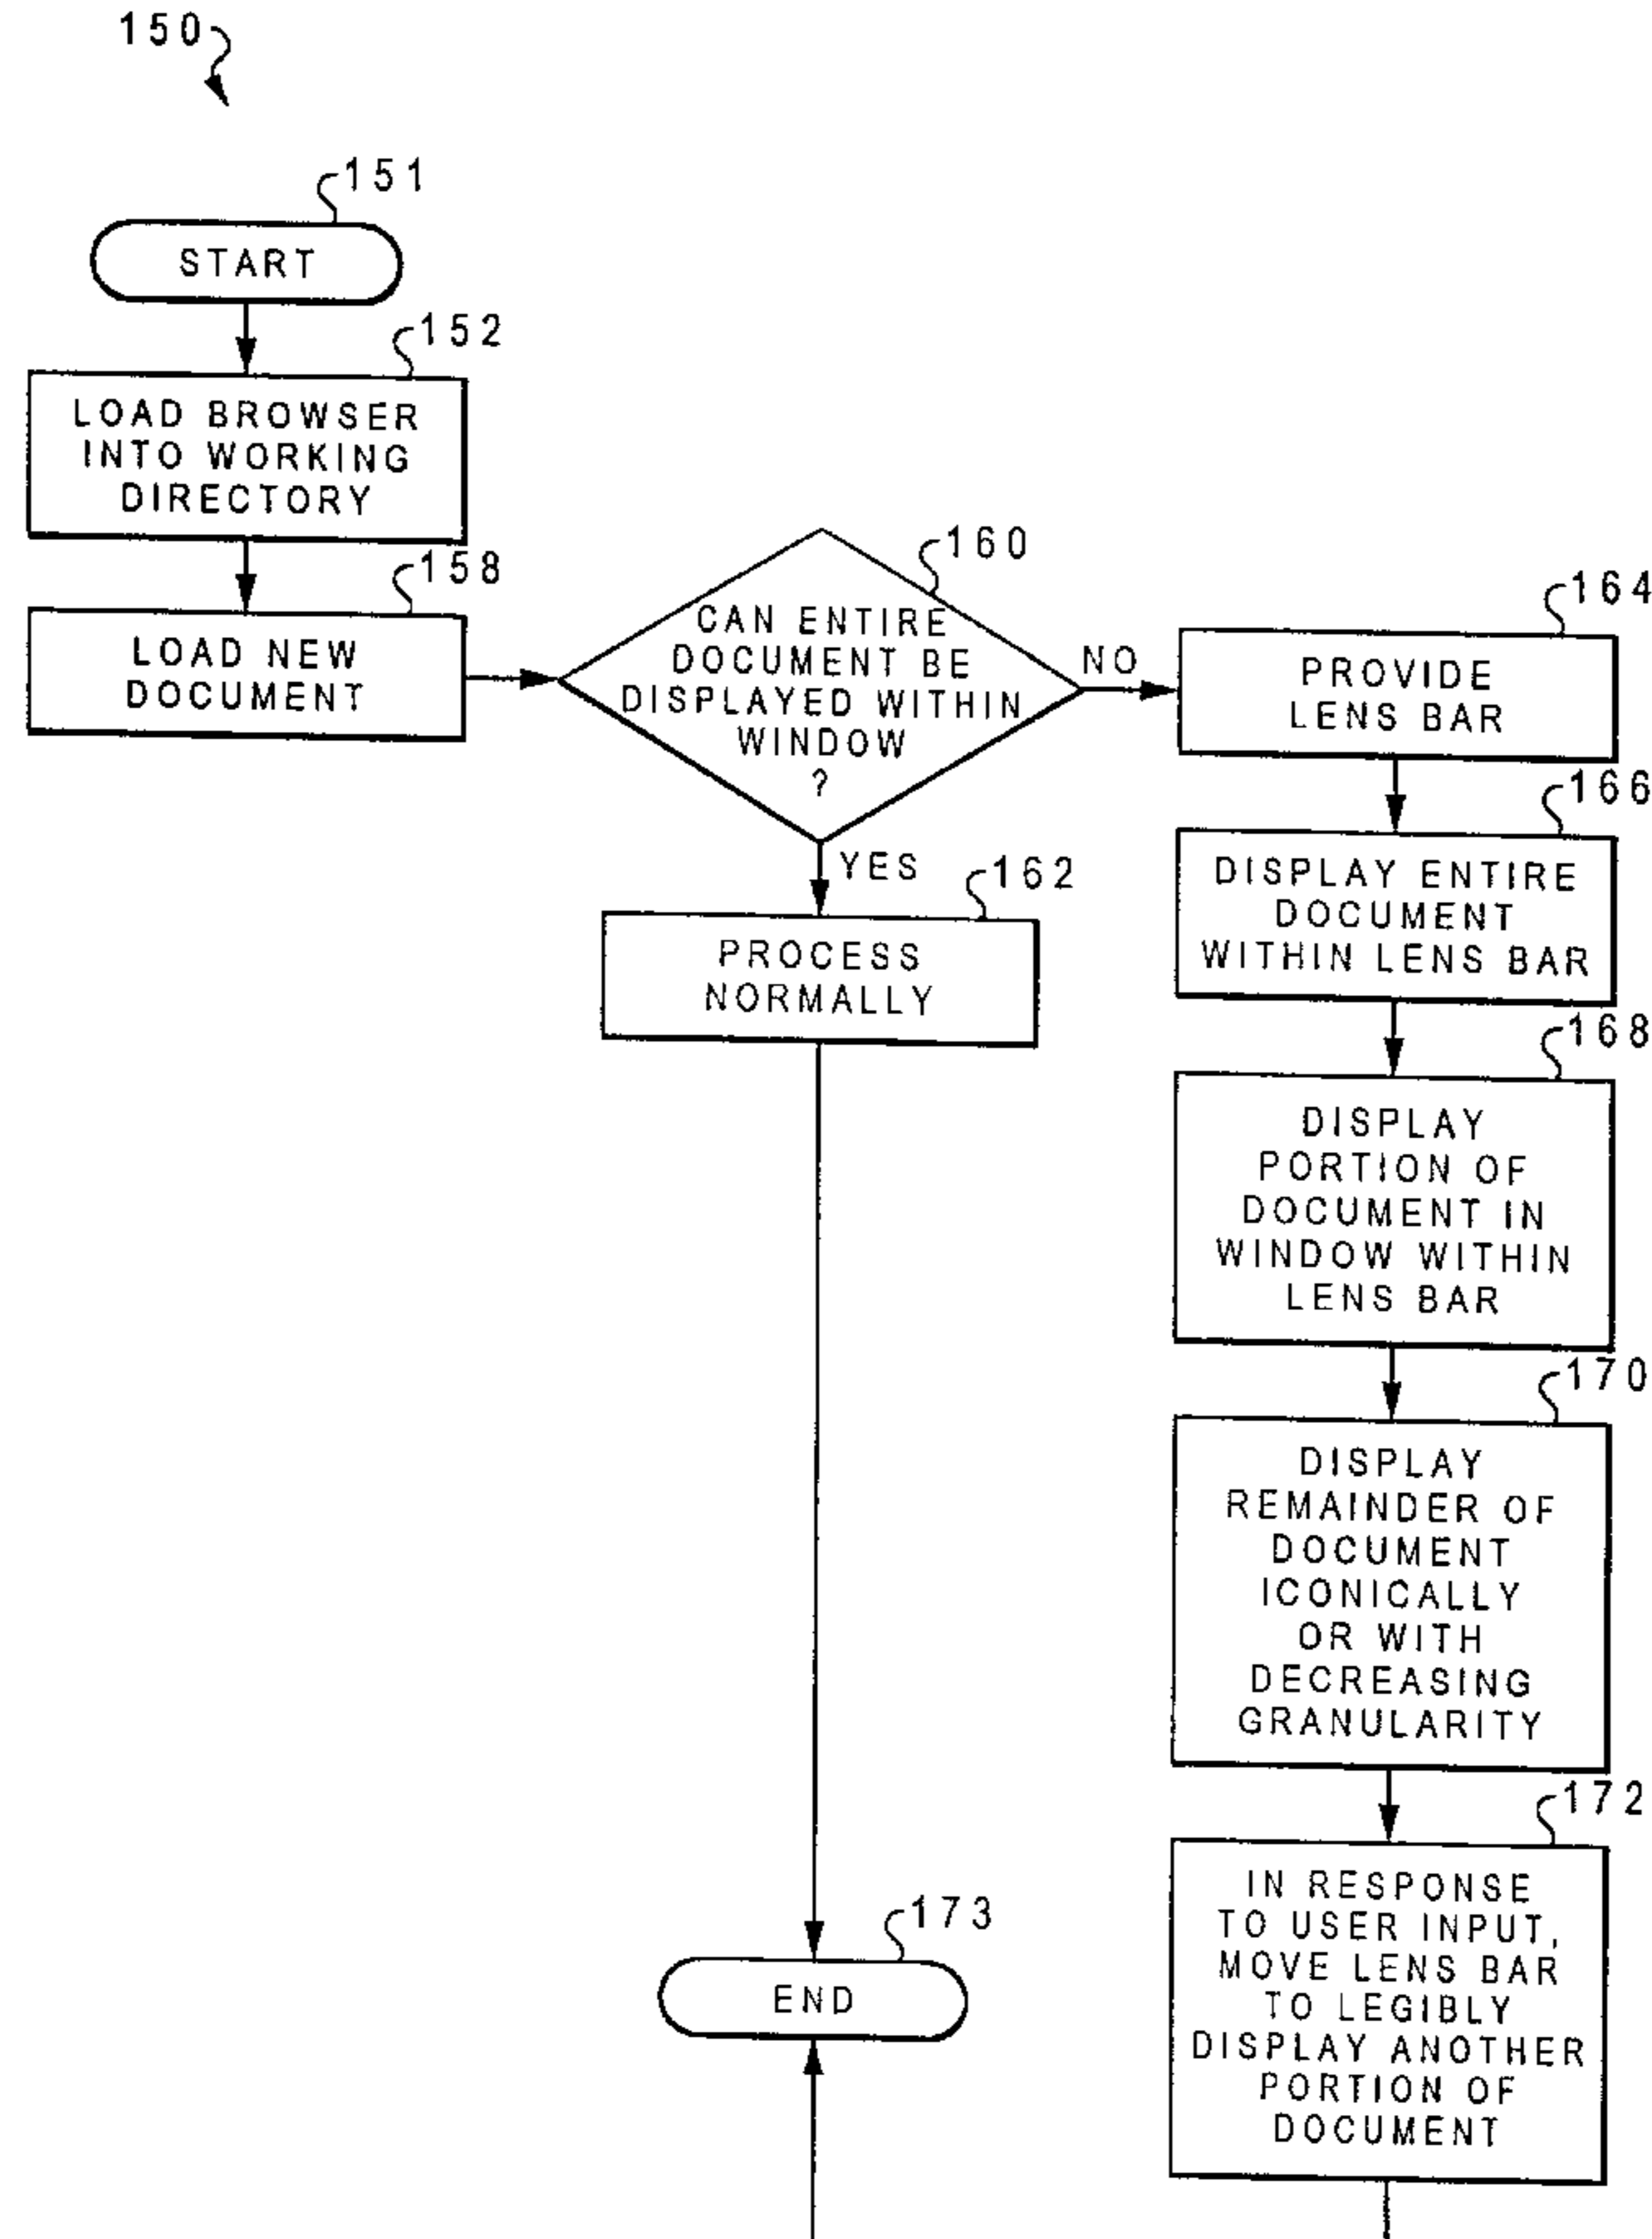 150
151
START
152
LOAD BROWSER
INTO WORKING
DIRECTORY
158
LOAD NEW
DOCUMENT
160
CAN ENTIRE
DOCUMENT BE
DISPLAYED WITHIN
WINDOW
?
NO
YES
162
PROCESS
NORMALLY
164
PROVIDE
LENS BAR
166
DISPLAY ENTIRE
DOCUMENT
WITHIN LENS BAR
168
DISPLAY
PORTION OF
DOCUMENT IN
WINDOW WITHIN
LENS BAR
170
DISPLAY
REMAINDER OF
DOCUMENT
ICONICALLY
OR WITH
DECREASING
GRANULARITY
172
IN RESPONSE
TO USER INPUT,
MOVE LENS BAR
TO LEGIBLY
DISPLAY ANOTHER
PORTION OF
DOCUMENT
173
END